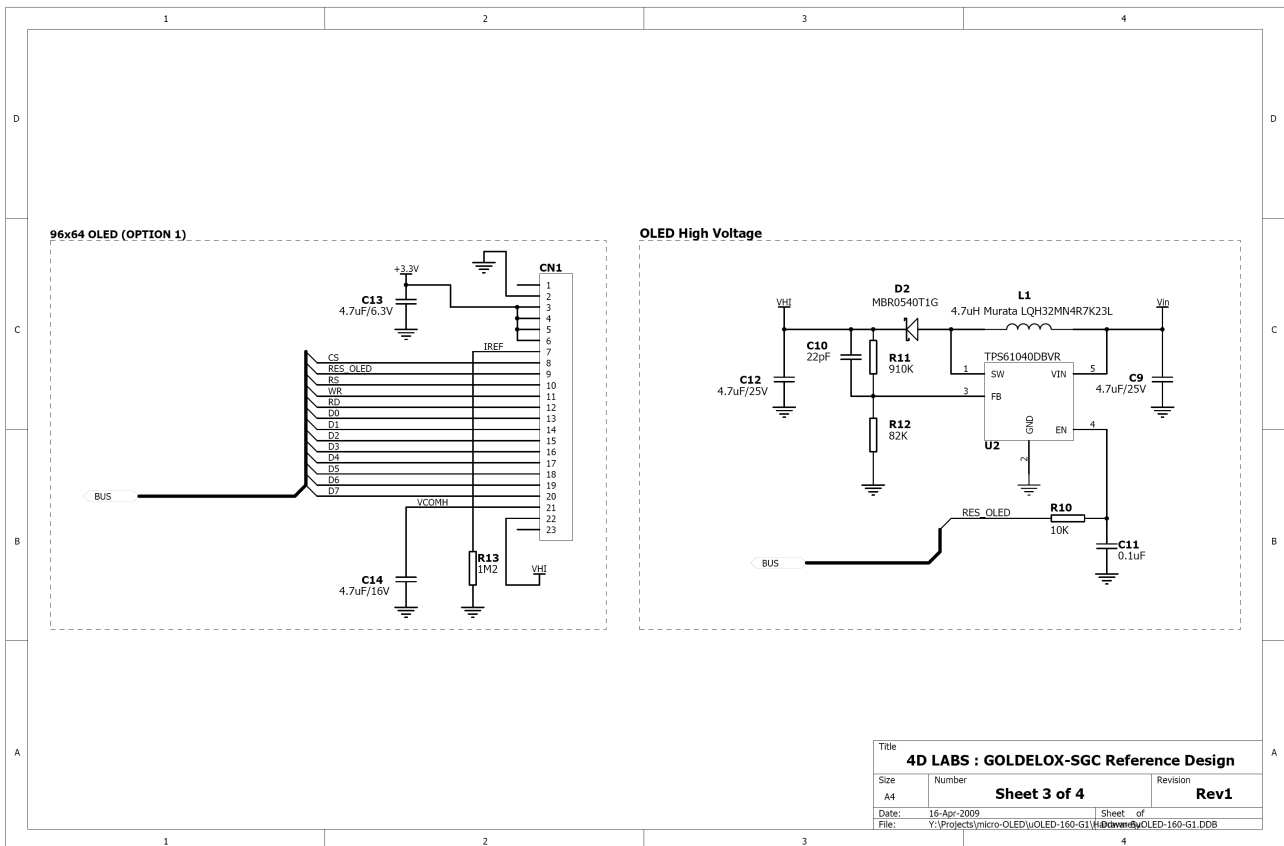 1 2 3 4
D D
C C
B B
A A
96x64 OLED (OPTION 1)
+3.3V
C13
4.7uF/6.3V
CN1
1
2
3
4
5
6
IREF 7
CS 8
RES_OLED 9
RS 10
WR 11
RD 12
D0 13
D1 14
D2 15
D3 16
D4 17
D5 18
D6 19
D7 20
VCOMH 21
22
23
BUS
C14
4.7uF/16V
R13
1M2
VHI
OLED High Voltage
VHI
D2
MBR0540T1G
L1
4.7uH Murata LQH32MN4R7K23L
Vin
C10
22pF
R11
910K
C12
4.7uF/25V
TPS61040DBVR
1 SW VIN 5
3 FB
GND
2
EN 4
U2
C9
4.7uF/25V
R12
82K
RES_OLED
R10
10K
C11
0.1uF
BUS
Title
4D LABS : GOLDELOX-SGC Reference Design
Size Number Revision
A4 Sheet 3 of 4 Rev1
Date: 16-Apr-2009 Sheet of
File: Y:\Projects\micro-OLED\uOLED-160-G1\
1 2 3 4